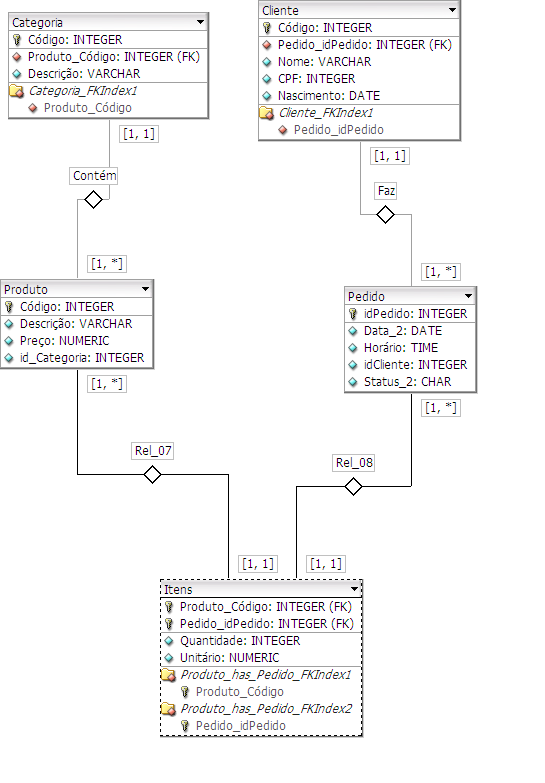 Categoria
Código: INTEGER
Produto_Código: INTEGER (FK)
Descrição: VARCHAR
Categoria_FKIndex1
Produto_Código
Cliente
Código: INTEGER
Pedido_idPedido: INTEGER (FK)
Nome: VARCHAR
CPF: INTEGER
Nascimento: DATE
Cliente_FKIndex1
Pedido_idPedido
[1, 1]
[1, 1]
Contém
Faz
[1, *]
[1, *]
Produto
Código: INTEGER
Descrição: VARCHAR
Preço: NUMERIC
id_Categoria: INTEGER
Pedido
idPedido: INTEGER
Data_2: DATE
Horário: TIME
idCliente: INTEGER
Status_2: CHAR
[1, *]
[1, *]
Rel_07
Rel_08
[1, 1]
[1, 1]
Itens
Produto_Código: INTEGER (FK)
Pedido_idPedido: INTEGER (FK)
Quantidade: INTEGER
Unitário: NUMERIC
Produto_has_Pedido_FKIndex1
Produto_Código
Produto_has_Pedido_FKIndex2
Pedido_idPedido